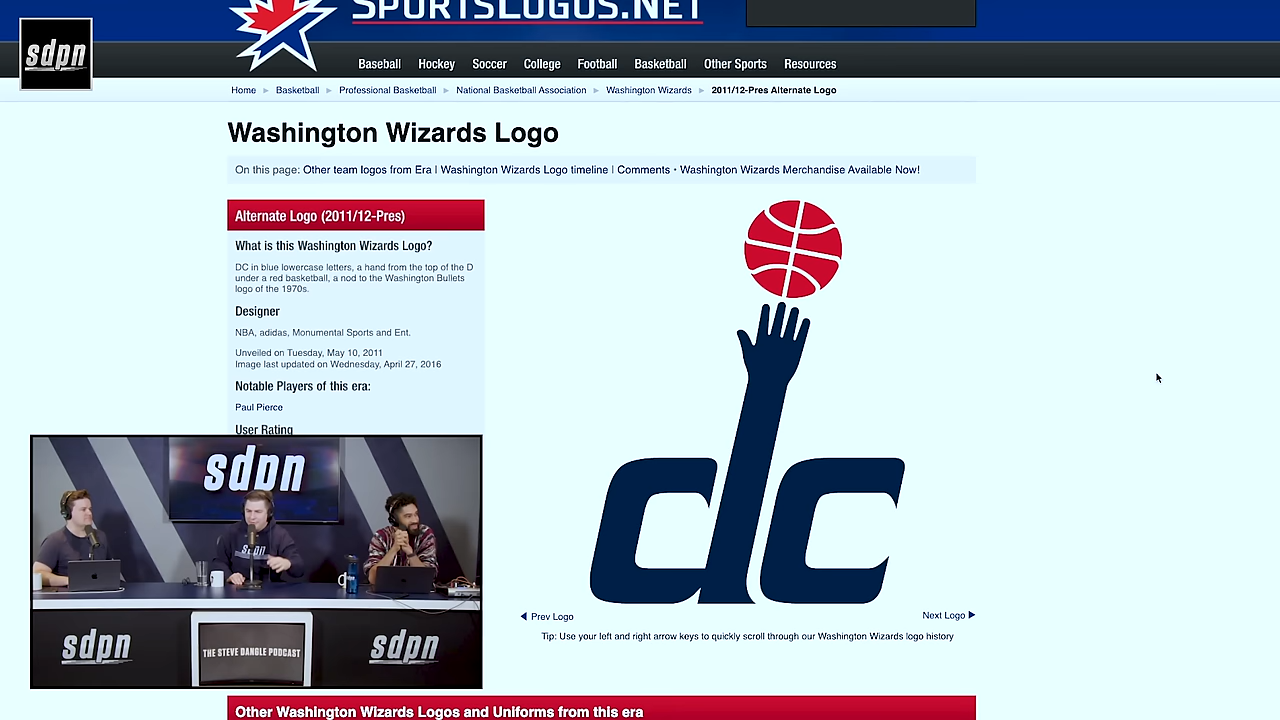 SPORTSLOGOS.NET
sdpn
Baseball Hockey Soccer College Football Basketball Other Sports Resources
Home ► Basketball ► Professional Basketball ► National Basketball Association ► Washington Wizards ► 2011/12-Pres Alternate Logo
Washington Wizards Logo
On this page: Other team logos from Era | Washington Wizards Logo timeline | Comments • Washington Wizards Merchandise Available Now!
Alternate Logo (2011/12-Pres)
What is this Washington Wizards Logo?
DC in blue lowercase letters, a hand from the top of the D
under a red basketball, a nod to the Washington Bullets
logo of the 1970s.
Designer
NBA, adidas, Monumental Sports and Ent.
Unveiled on Tuesday, May 10, 2011
Image last updated on Wednesday, April 27, 2016
Notable Players of this era:
Paul Pierce
User Rating
dc
sdpn
sdpn
sdpn
THE STEVE DANGLE PODCAST
sdpn
◄ Prev Logo
Next Logo ►
Tip: Use your left and right arrow keys to quickly scroll through our Washington Wizards logo history
Other Washington Wizards Logos and Uniforms from this era